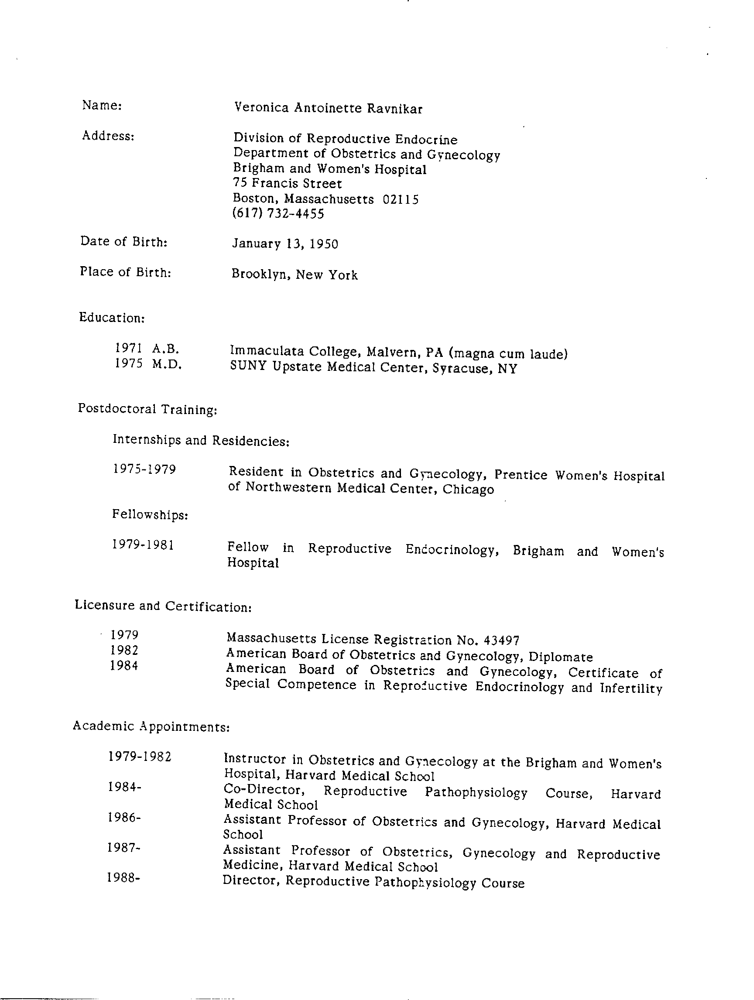 Name: Veronica Antoinette Ravnikar
Address: Division of Reproductive Endocrine
Department of Obstetrics and Gynecology
Brigham and Women's Hospital
75 Francis Street
Boston, Massachusetts 02115
(617) 732-4455
Date of Birth: January 13, 1950
Place of Birth: Brooklyn, New York
Education:
1971 A.B. Immaculata College, Malvern, PA (magna cum laude)
1975 M.D. SUNY Upstate Medical Center, Syracuse, NY
Postdoctoral Training:
Internships and Residencies:
1975-1979 Resident in Obstetrics and Gynecology, Prentice Women's Hospital
of Northwestern Medical Center, Chicago
Fellowships:
1979-1981 Fellow in Reproductive Endocrinology, Brigham and Women's
Hospital
Licensure and Certification:
1979 Massachusetts License Registration No. 43497
1982 American Board of Obstetrics and Gynecology, Diplomate
1984 American Board of Obstetrics and Gynecology, Certificate of
Special Competence in Reproductive Endocrinology and Infertility
Academic Appointments:
1979-1982 Instructor in Obstetrics and Gynecology at the Brigham and Women's
Hospital, Harvard Medical School
1984- Co-Director, Reproductive Pathophysiology Course, Harvard
Medical School
1986- Assistant Professor of Obstetrics and Gynecology, Harvard Medical
School
1987- Assistant Professor of Obstetrics, Gynecology and Reproductive
Medicine, Harvard Medical School
1988- Director, Reproductive Pathophysiology Course